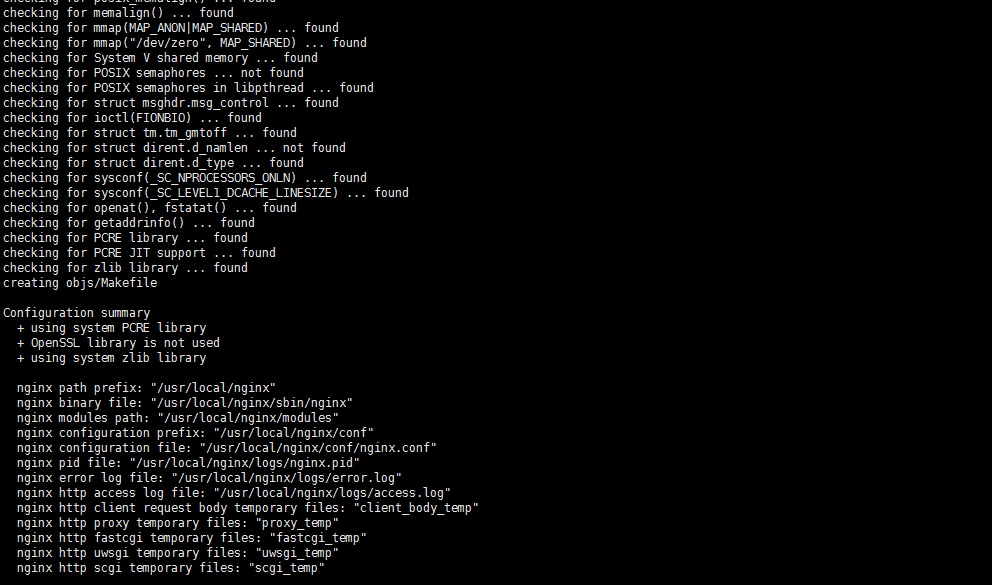 checking for posix_memalign() ... found
checking for memalign() ... found
checking for mmap(MAP_ANON|MAP_SHARED) ... found
checking for mmap("/dev/zero", MAP_SHARED) ... found
checking for System V shared memory ... found
checking for POSIX semaphores ... not found
checking for POSIX semaphores in libpthread ... found
checking for struct msghdr.msg_control ... found
checking for ioctl(FIONBIO) ... found
checking for struct tm.tm_gmtoff ... found
checking for struct dirent.d_namlen ... not found
checking for struct dirent.d_type ... found
checking for sysconf(_SC_NPROCESSORS_ONLN) ... found
checking for sysconf(_SC_LEVEL1_DCACHE_LINESIZE) ... found
checking for openat(), fstatat() ... found
checking for getaddrinfo() ... found
checking for PCRE library ... found
checking for PCRE JIT support ... found
checking for zlib library ... found
creating objs/Makefile

Configuration summary
  + using system PCRE library
  + OpenSSL library is not used
  + using system zlib library

  nginx path prefix: "/usr/local/nginx"
  nginx binary file: "/usr/local/nginx/sbin/nginx"
  nginx modules path: "/usr/local/nginx/modules"
  nginx configuration prefix: "/usr/local/nginx/conf"
  nginx configuration file: "/usr/local/nginx/conf/nginx.conf"
  nginx pid file: "/usr/local/nginx/logs/nginx.pid"
  nginx error log file: "/usr/local/nginx/logs/error.log"
  nginx http access log file: "/usr/local/nginx/logs/access.log"
  nginx http client request body temporary files: "client_body_temp"
  nginx http proxy temporary files: "proxy_temp"
  nginx http fastcgi temporary files: "fastcgi_temp"
  nginx http uwsgi temporary files: "uwsgi_temp"
  nginx http scgi temporary files: "scgi_temp"